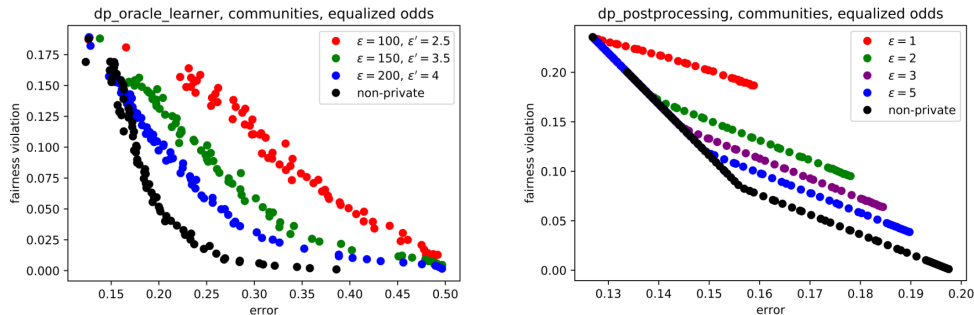 dp_oracle_learner, communities, equalized odds
fairness violation
0.175
0.150
0.125
0.100
0.075
0.050
0.025
0.000
ε = 100, ε′ = 2.5
ε = 150, ε′ = 3.5
ε = 200, ε′ = 4
non-private
0.15 0.20 0.25 0.30 0.35 0.40 0.45 0.50
error
dp_postprocessing, communities, equalized odds
fairness violation
0.20
0.15
0.10
0.05
0.00
ε = 1
ε = 2
ε = 3
ε = 5
non-private
0.13 0.14 0.15 0.16 0.17 0.18 0.19 0.20
error